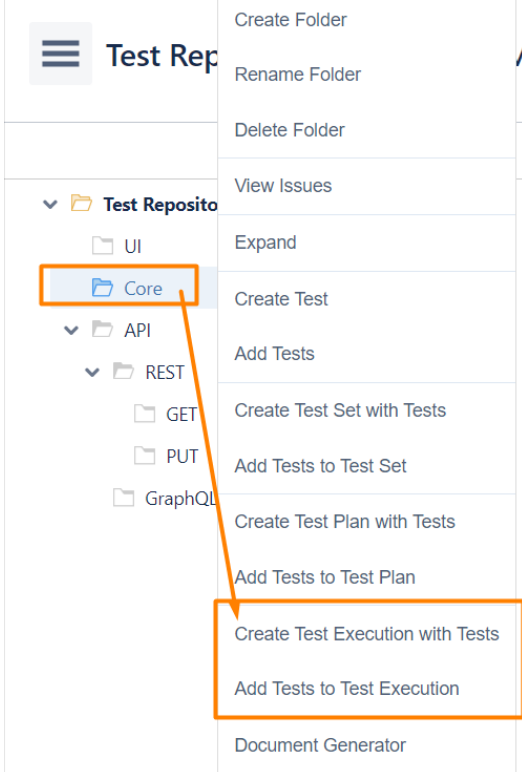 Test Rep
Test Reposito
UI
Core
API
REST
GET
PUT
GraphQL
Create Folder
Rename Folder
Delete Folder
View Issues
Expand
Create Test
Add Tests
Create Test Set with Tests
Add Tests to Test Set
Create Test Plan with Tests
Add Tests to Test Plan
Create Test Execution with Tests
Add Tests to Test Execution
Document Generator